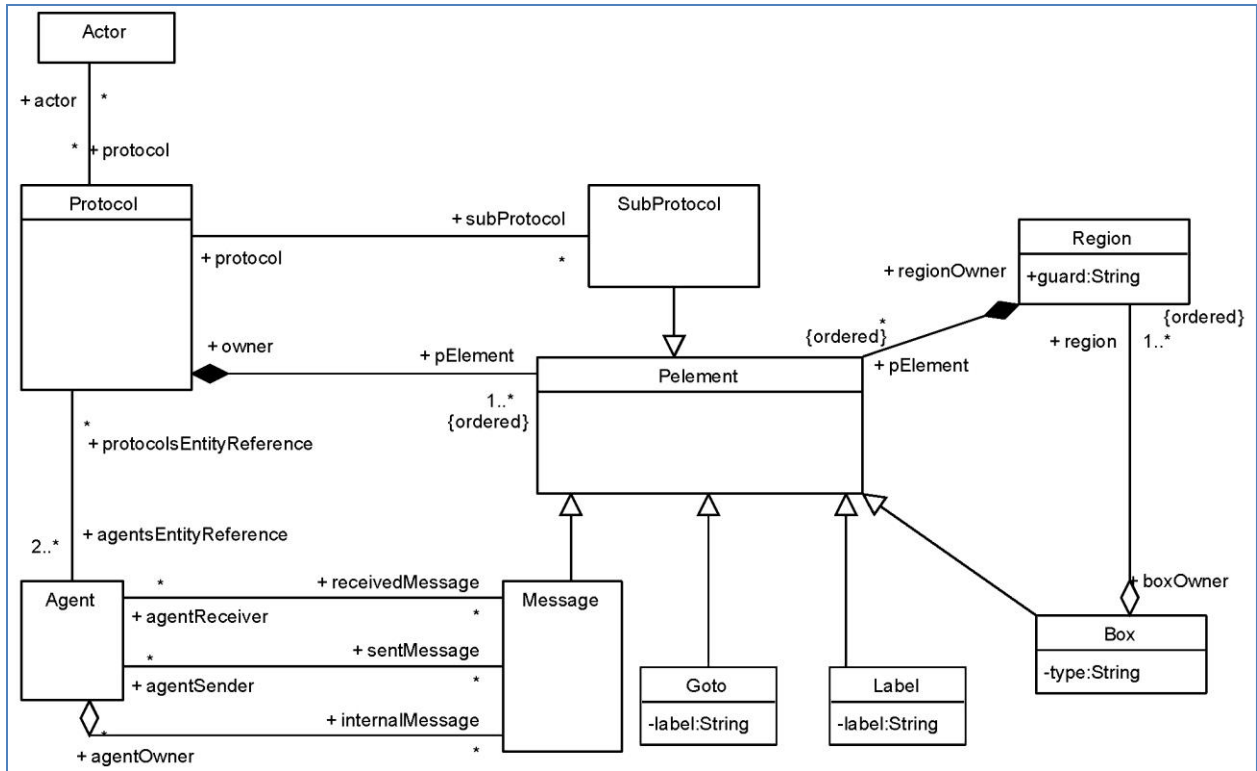 Actor
+ actor
*
*
+ protocol
Protocol
+ subProtocol
SubProtocol
+ protocol
*
Region
+guard:String
+ regionOwner
*
{ordered}
+ pElement
{ordered}
+ region
1..*
+ owner
+ pElement
Pelement
1..*
{ordered}
*
+ protocolsEntityReference
+ agentsEntityReference
2..*
Agent
*
+ receivedMessage
+ agentReceiver
*
Message
*
+ sentMessage
+ agentSender
*
+ internalMessage
*
+ agentOwner
*
Goto
-label:String
Label
-label:String
+ boxOwner
Box
-type:String